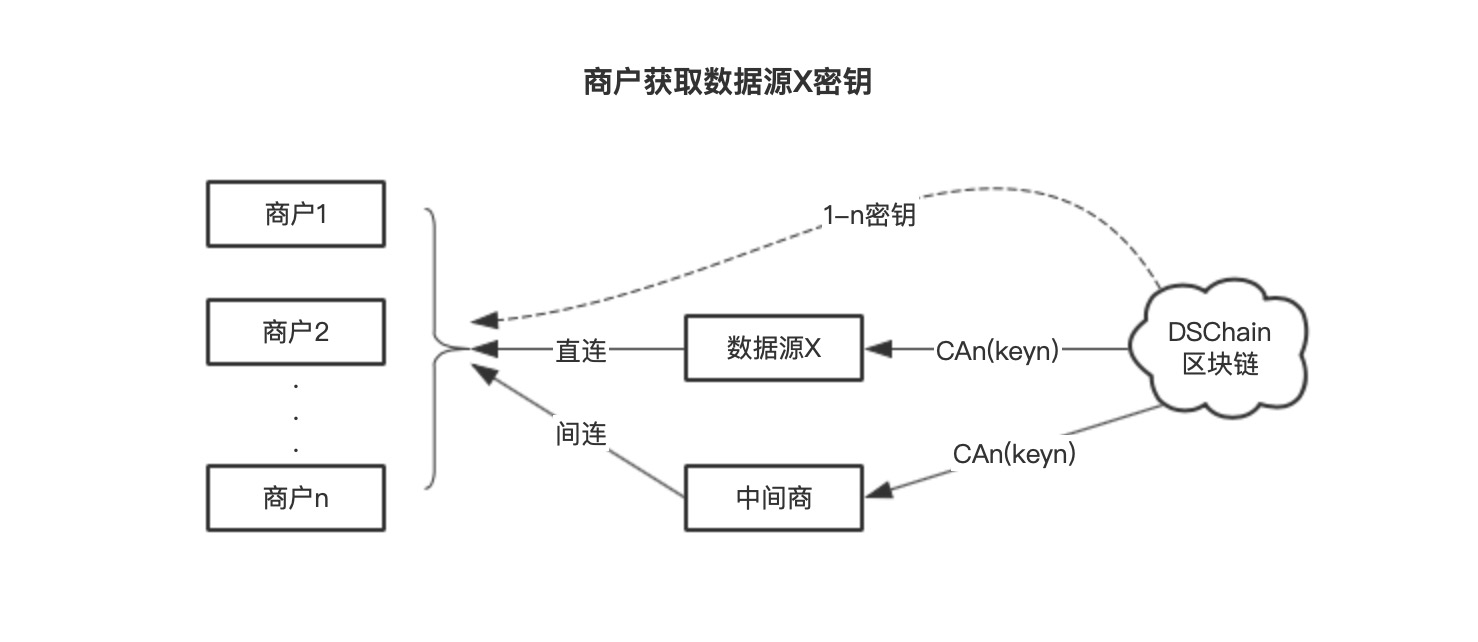 商户获取数据源X密钥
商户1
1-n密钥
商户2
DSChain
区块链
直连
数据源X
CAn(keyn)
.
.
.
间连
CAn(keyn)
商户n
中间商